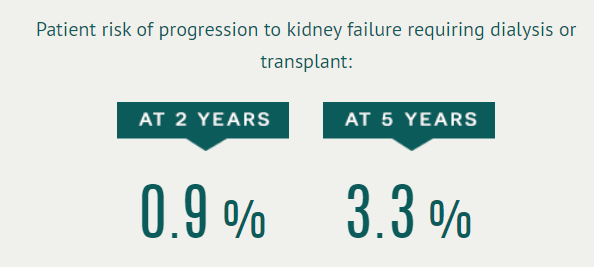 Patient risk of progression to kidney failure requiring dialysis or
transplant:
AT 2 YEARS AT 5 YEARS
0.9 % 3.3 %